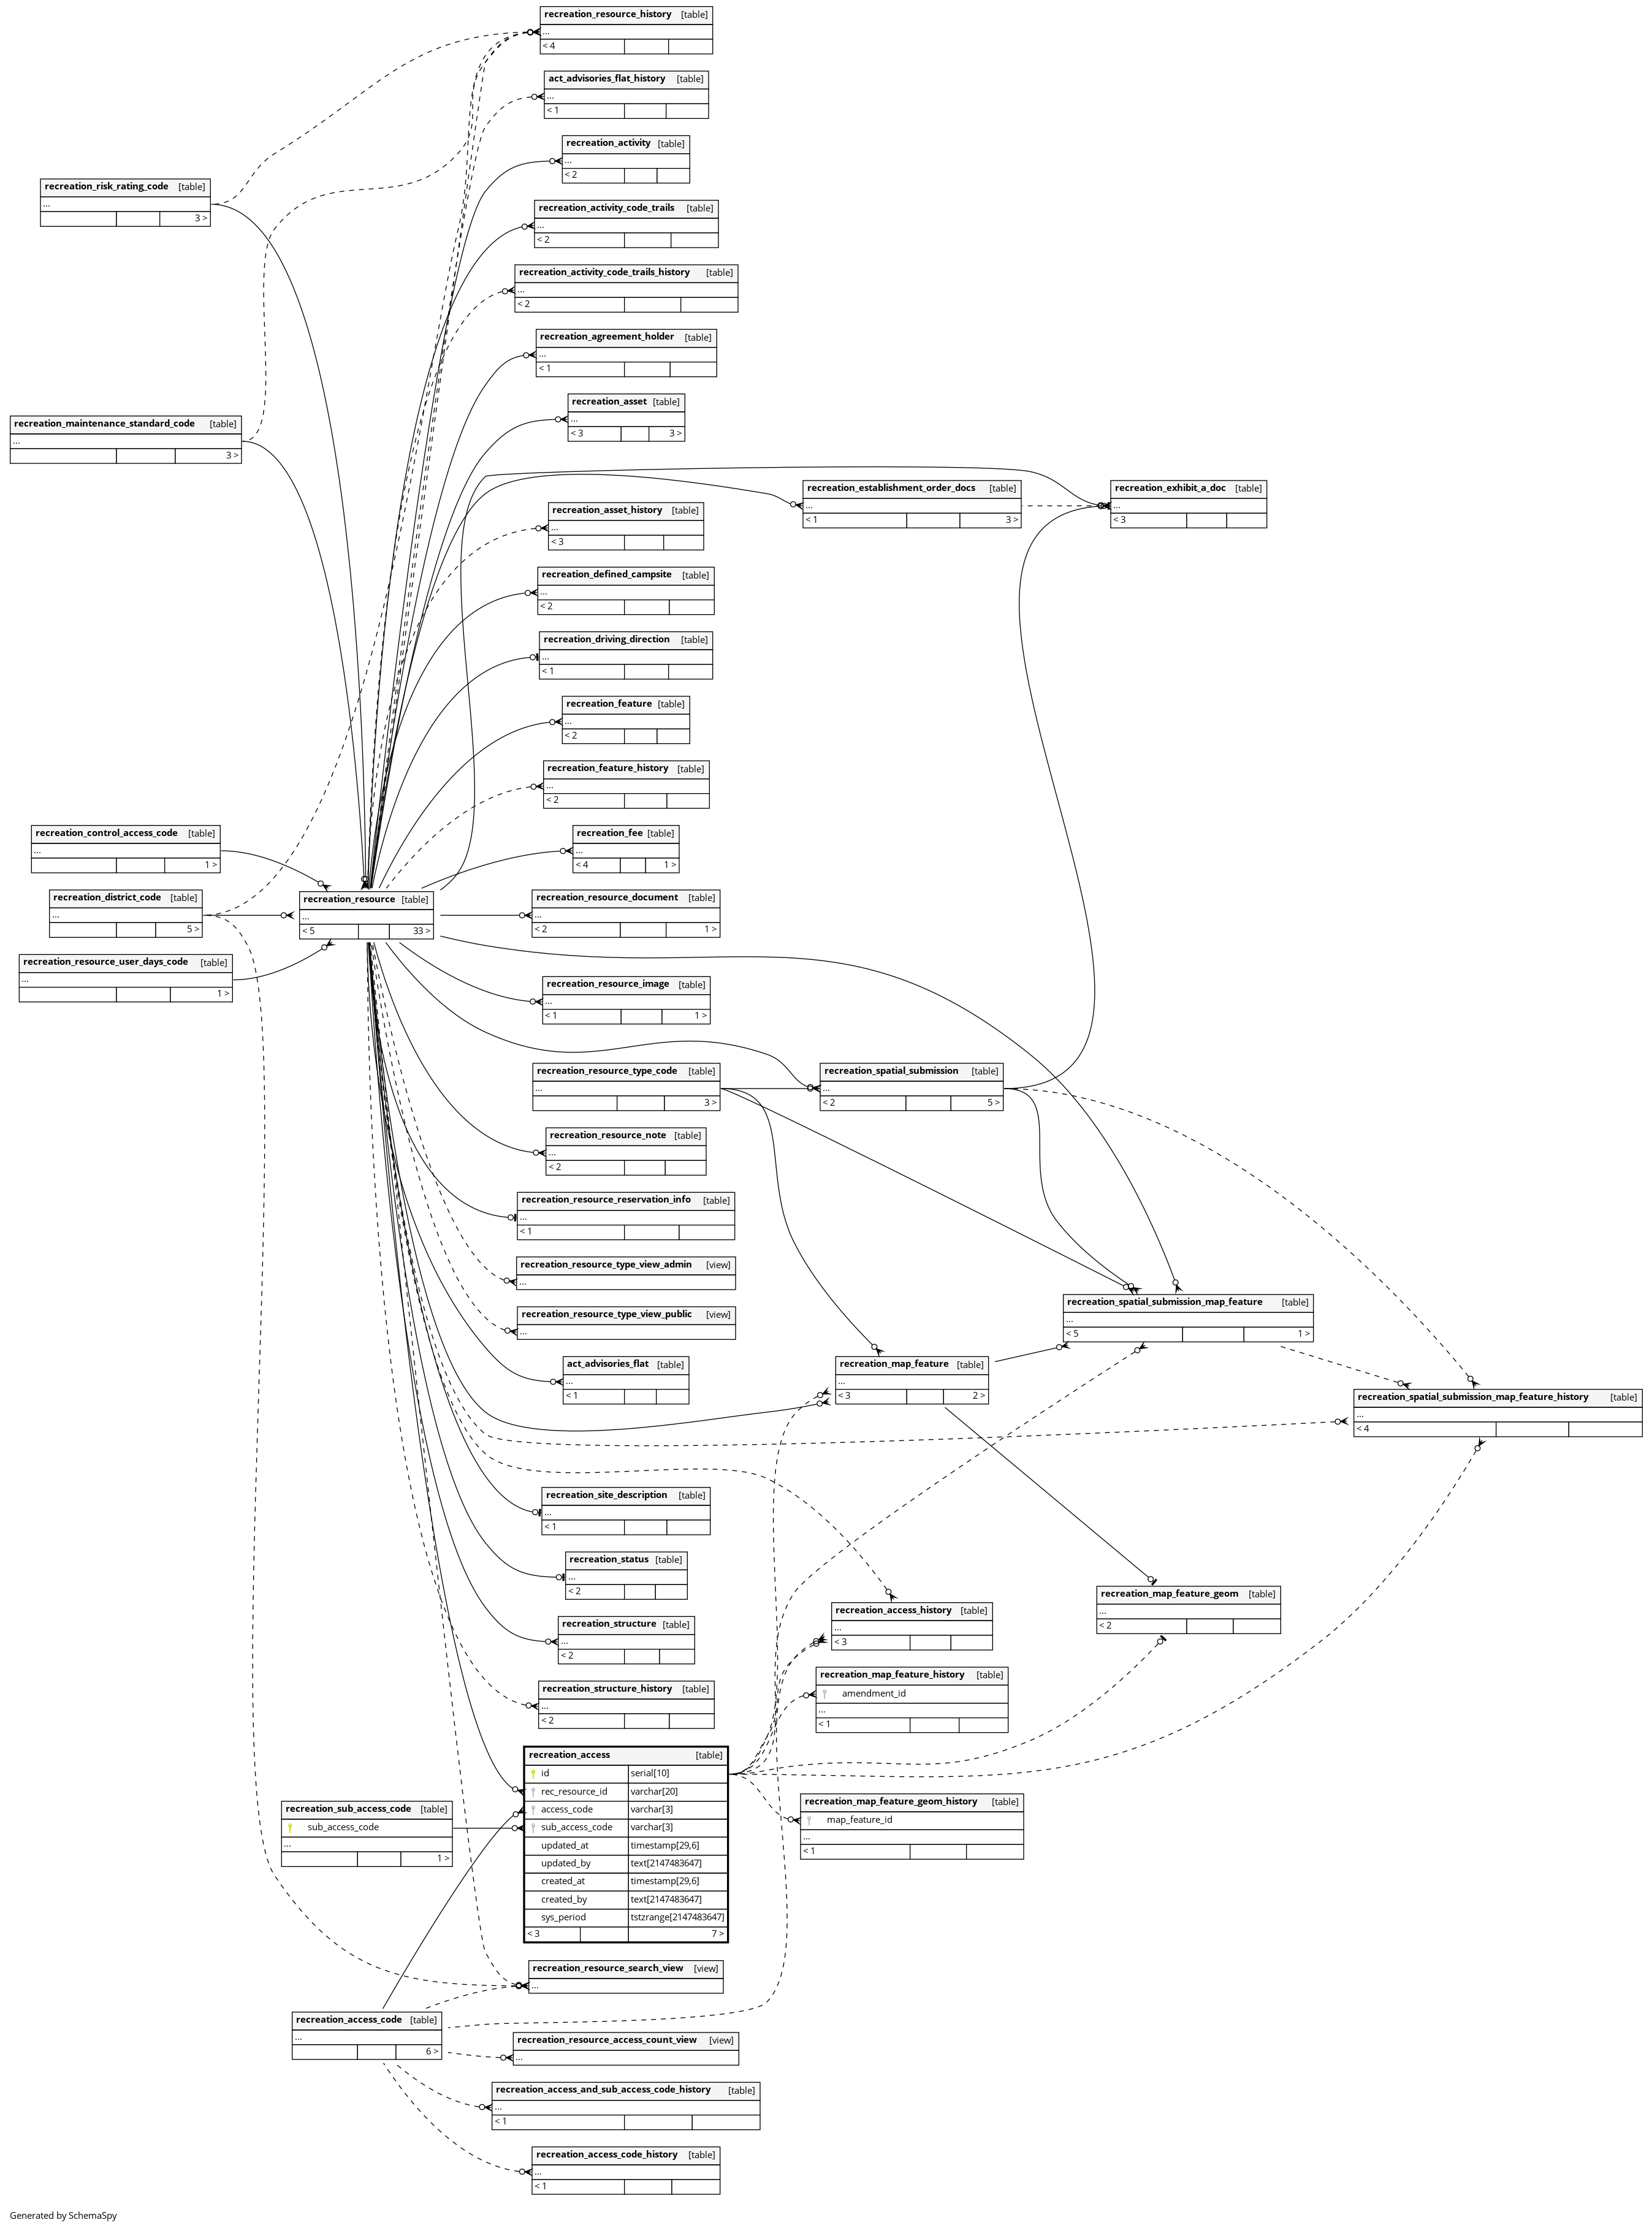 recreation_resource_history [table]
...
< 4
act_advisories_flat_history [table]
...
< 1
recreation_activity [table]
...
< 2
recreation_risk_rating_code [table]
...
3 >
recreation_activity_code_trails [table]
...
< 2
recreation_activity_code_trails_history [table]
...
< 2
recreation_agreement_holder [table]
...
< 1
recreation_asset [table]
...
< 3 3 >
recreation_maintenance_standard_code [table]
...
3 >
recreation_establishment_order_docs [table]
...
< 1 3 >
recreation_exhibit_a_doc [table]
...
< 3
recreation_asset_history [table]
...
< 3
recreation_defined_campsite [table]
...
< 2
recreation_driving_direction [table]
...
< 1
recreation_feature [table]
...
< 2
recreation_feature_history [table]
...
< 2
recreation_control_access_code [table]
...
1 >
recreation_fee [table]
...
< 4 1 >
recreation_district_code [table]
...
5 >
recreation_resource [table]
...
< 5 33 >
recreation_resource_document [table]
...
< 2 1 >
recreation_resource_user_days_code [table]
...
1 >
recreation_resource_image [table]
...
< 1 1 >
recreation_resource_type_code [table]
...
3 >
recreation_spatial_submission [table]
...
< 2 5 >
recreation_resource_note [table]
...
< 2
recreation_resource_reservation_info [table]
...
< 1
recreation_resource_type_view_admin [view]
...
recreation_resource_type_view_public [view]
...
recreation_spatial_submission_map_feature [table]
...
< 5 1 >
act_advisories_flat [table]
...
< 1
recreation_map_feature [table]
...
< 3 2 >
recreation_spatial_submission_map_feature_history [table]
...
< 4
recreation_site_description [table]
...
< 1
recreation_status [table]
...
< 2
recreation_map_feature_geom [table]
...
< 2
recreation_structure [table]
...
< 2
recreation_access_history [table]
...
< 3
recreation_structure_history [table]
...
< 2
recreation_map_feature_history [table]
amendment_id
...
< 1
recreation_access [table]
id serial[10]
rec_resource_id varchar[20]
access_code varchar[3]
sub_access_code varchar[3]
updated_at timestamp[29,6]
updated_by text[2147483647]
created_at timestamp[29,6]
created_by text[2147483647]
sys_period tstzrange[2147483647]
< 3 7 >
recreation_sub_access_code [table]
sub_access_code
...
1 >
recreation_map_feature_geom_history [table]
map_feature_id
...
< 1
recreation_resource_search_view [view]
...
recreation_access_code [table]
...
6 >
recreation_resource_access_count_view [view]
...
recreation_access_and_sub_access_code_history [table]
...
< 1
recreation_access_code_history [table]
...
< 1
Generated by SchemaSpy